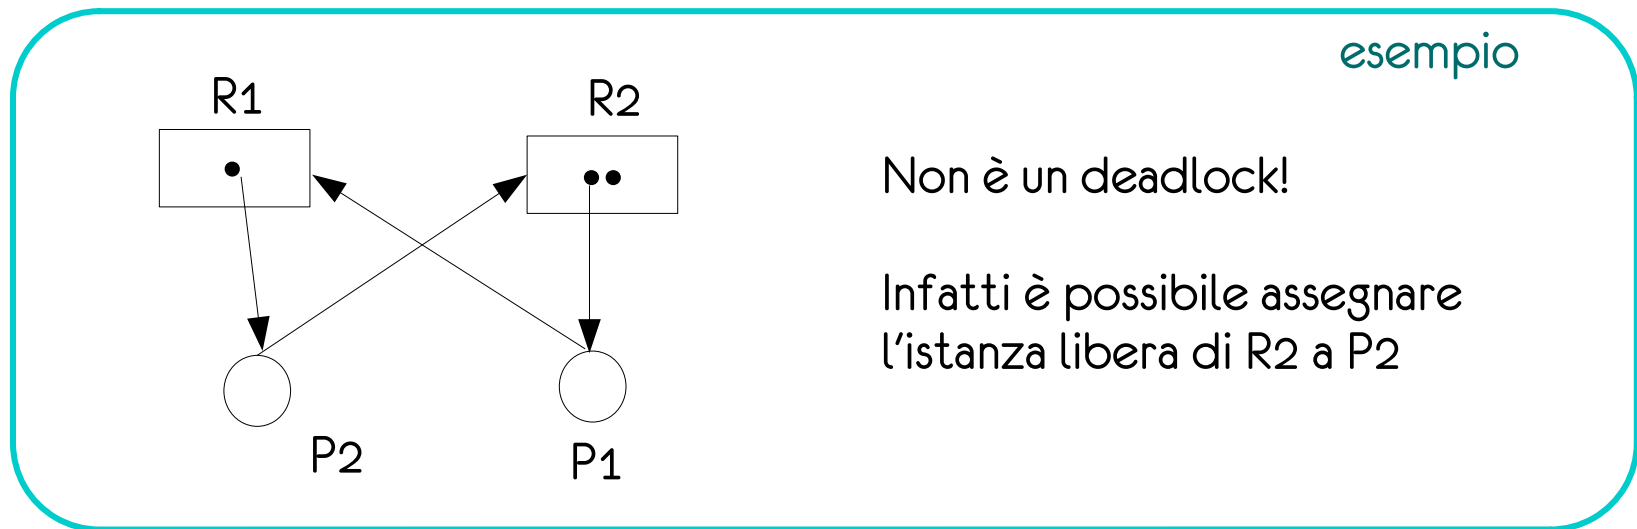 esempio
R1
R2
Non è un deadlock!
Infatti è possibile assegnare
l'istanza libera di R2 a P2
P2
P1